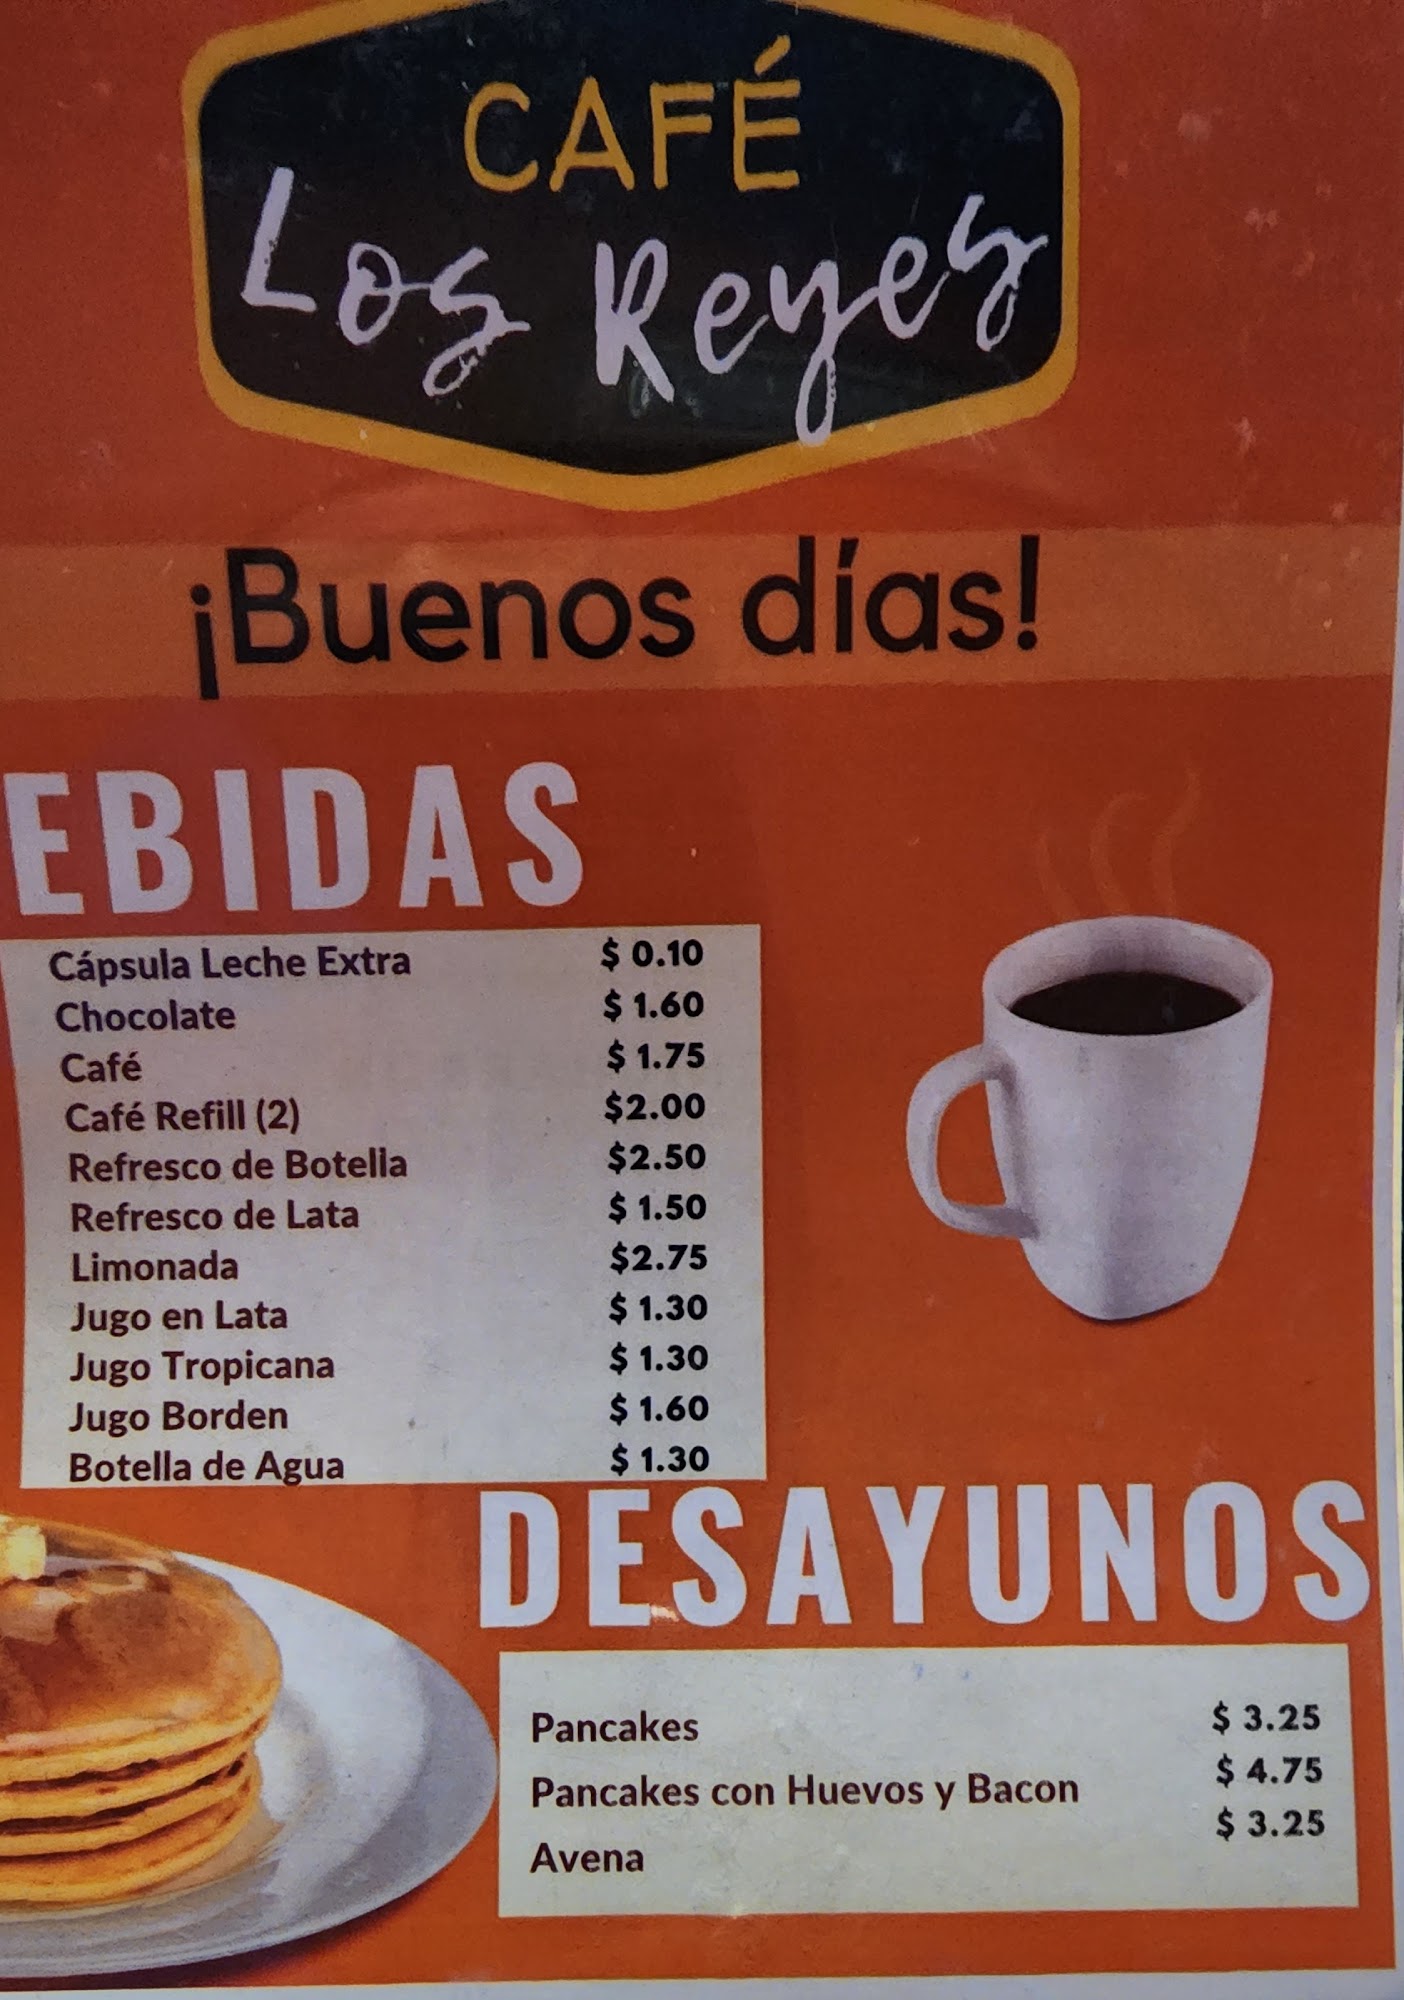 CAFÉ
Los Reyes
¡Buenos días!
EBIDAS
Cápsula Leche Extra $ 0.10
Chocolate $ 1.60
Café $ 1.75
Café Refill (2) $2.00
Refresco de Botella $2.50
Refresco de Lata $ 1.50
Limonada $2.75
Jugo en Lata $ 1.30
Jugo Tropicana $ 1.30
Jugo Borden $ 1.60
Botella de Agua $ 1.30
DESAYUNOS
Pancakes $ 3.25
Pancakes con Huevos y Bacon $ 4.75
Avena $ 3.25